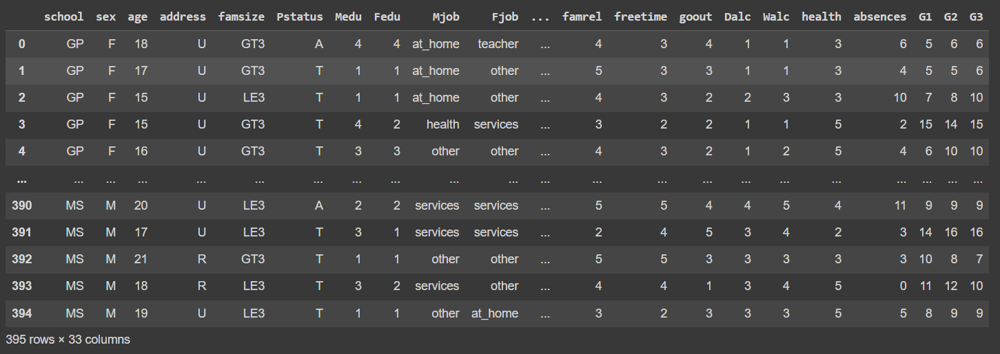 school sex age address famsize Pstatus Medu Fedu Mjob Fjob ... famrel freetime goout Dalc Walc health absences G1 G2 G3
0 GP F 18 U GT3 A 4 4 at_home teacher ... 4 3 4 1 1 3 6 5 6 6
1 GP F 17 U GT3 T 1 1 at_home other ... 5 3 3 1 1 3 4 5 5 6
2 GP F 15 U LE3 T 1 1 at_home other ... 4 3 2 2 3 3 10 7 8 10
3 GP F 15 U GT3 T 4 2 health services ... 3 2 2 1 1 5 2 15 14 15
4 GP F 16 U GT3 T 3 3 other other ... 4 3 2 1 2 5 4 6 10 10
... ... ... ... ... ... ... ... ... ... ... ... ... ... ... ... ... ... ... ... ... ...
390 MS M 20 U LE3 A 2 2 services services ... 5 5 4 4 5 4 11 9 9 9
391 MS M 17 U LE3 T 3 1 services services ... 2 4 5 3 4 2 3 14 16 16
392 MS M 21 R GT3 T 1 1 other other ... 5 5 3 3 3 3 3 10 8 7
393 MS M 18 R LE3 T 3 2 services other ... 4 4 1 3 4 5 0 11 12 10
394 MS M 19 U LE3 T 1 1 other at_home ... 3 2 3 3 3 5 5 8 9 9
395 rows × 33 columns